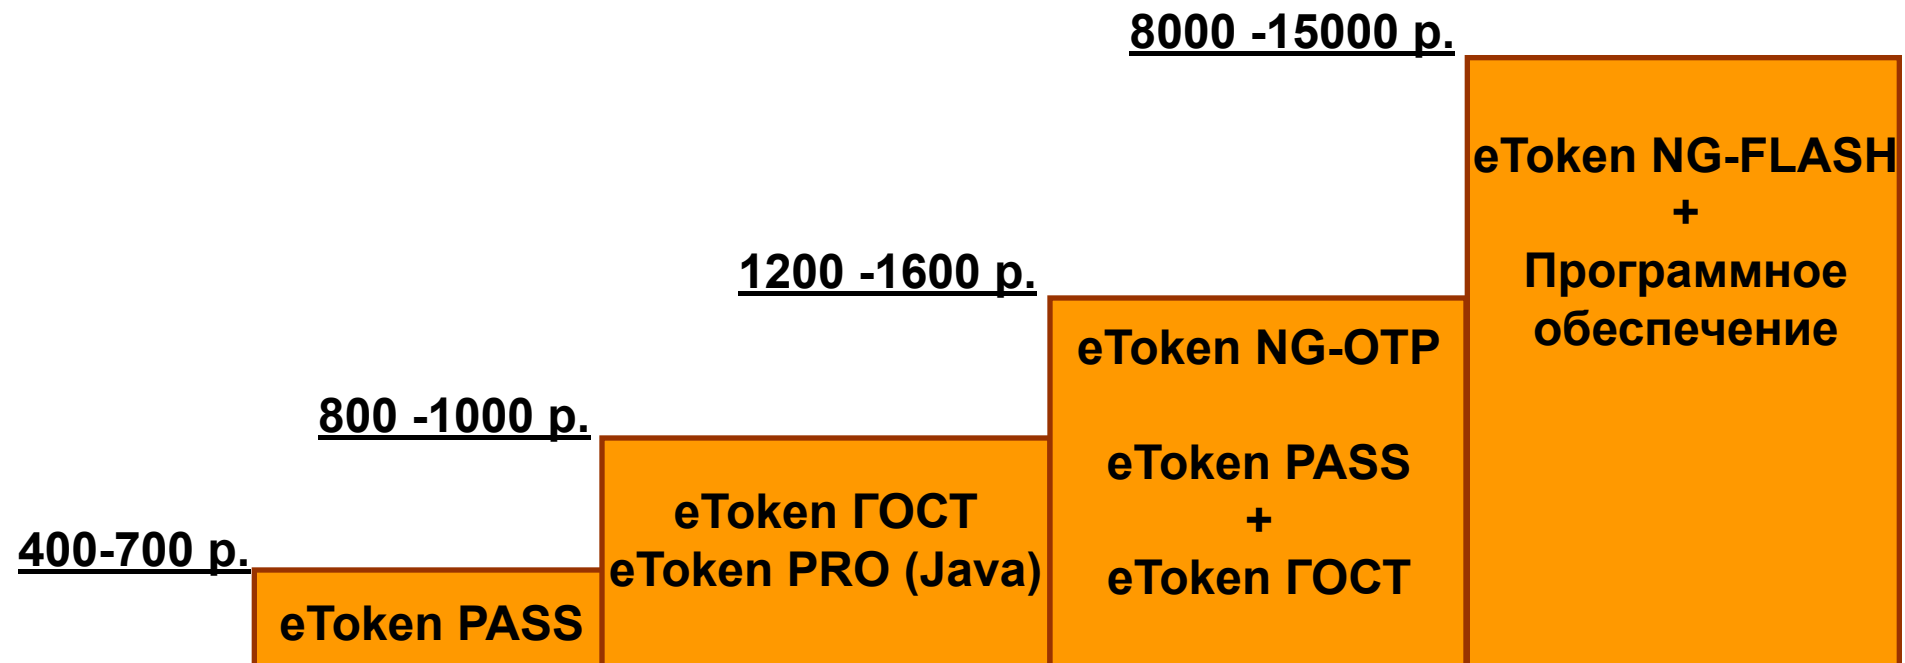 8000 -15000 р.
eToken NG-FLASH
+
Программное
обеспечение
1200 -1600 р.
eToken NG-OTP
eToken PASS
+
eToken ГОСТ
800 -1000 р.
eToken ГОСТ
eToken PRO (Java)
400-700 р.
eToken PASS